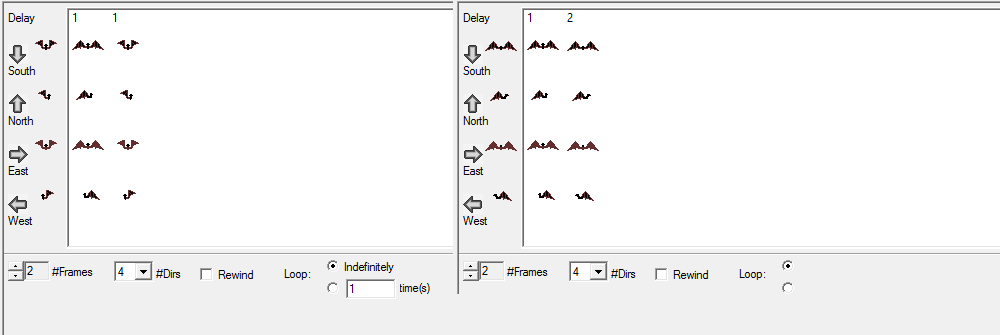 Delay 1 1
South
North
East
West
2 #Frames 4 #Dirs Rewind Loop: Indefinitely
1 time(s)
Delay 1 2
South
North
East
West
2 #Frames 4 #Dirs Rewind Loop: